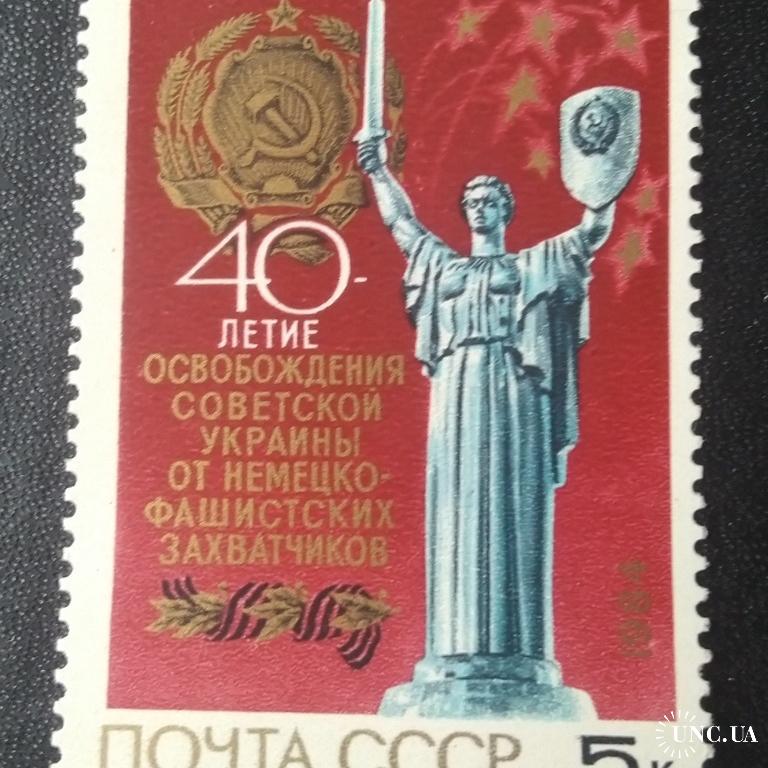 40-
ЛЕТИЕ
ОСВОБОЖДЕНИЯ
СОВЕТСКОЙ
УКРАИНЫ
ОТ НЕМЕЦКО-
ФАШИСТСКИХ
ЗАХВАТЧИКОВ
1984
ПОЧТА СССР 5к
UNC.UA